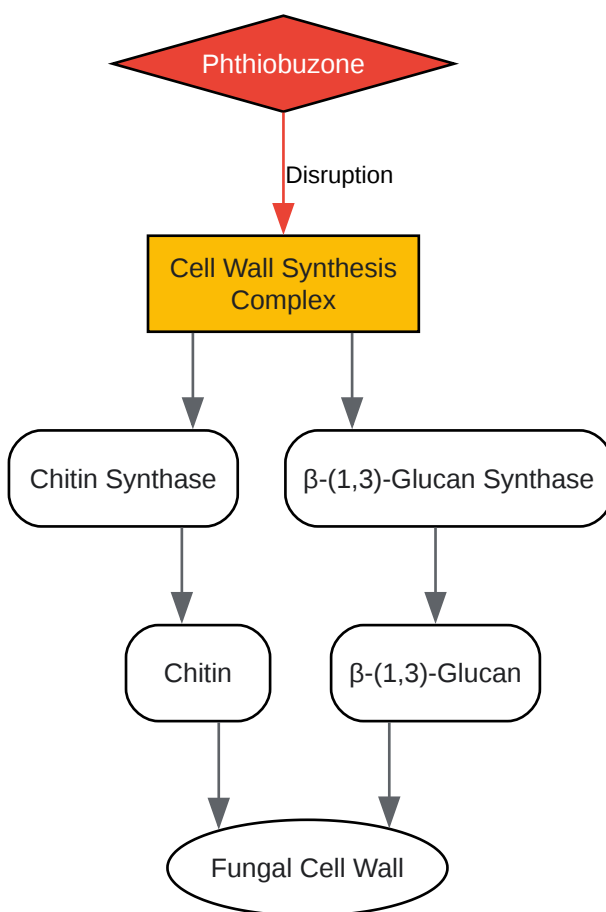 Phthiobuzone
Disruption
Cell Wall Synthesis
Complex
Chitin Synthase
β-(1,3)-Glucan Synthase
Chitin
β-(1,3)-Glucan
Fungal Cell Wall